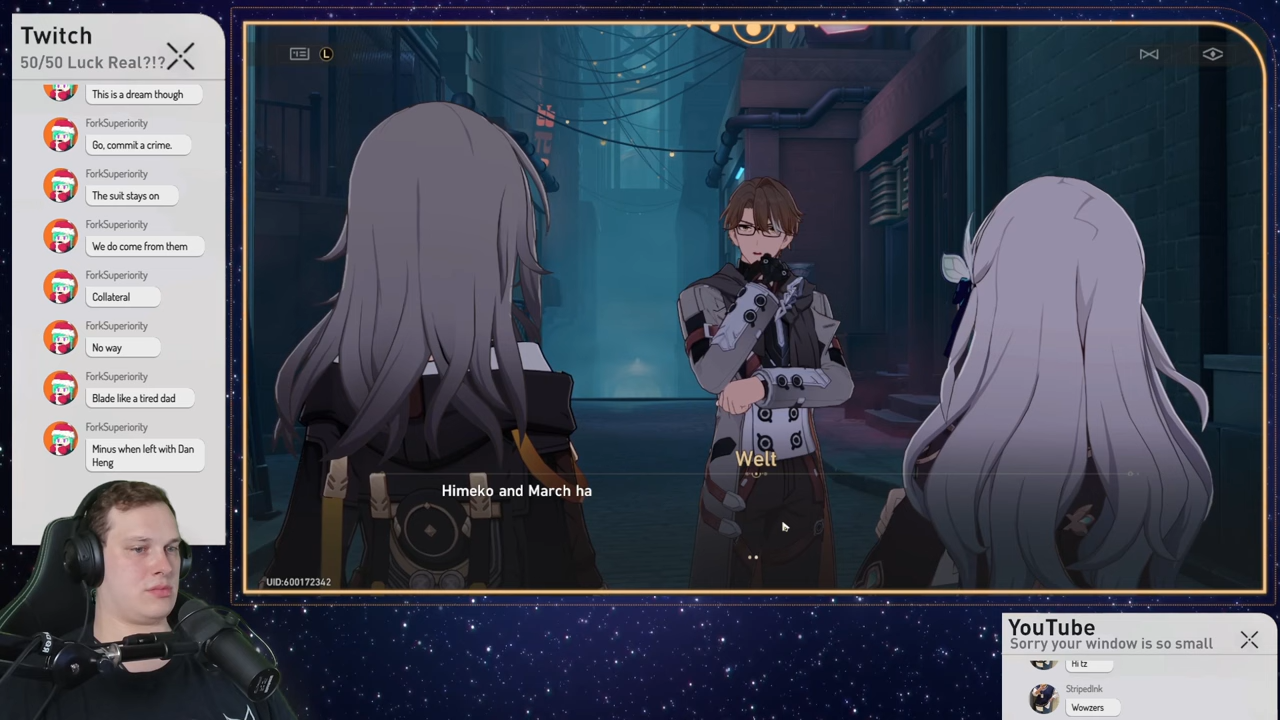 Twitch
50/50 Luck Real?!?
This is a dream though
ForkSuperiority
Go, commit a crime.
ForkSuperiority
The suit stays on
ForkSuperiority
We do come from them
ForkSuperiority
Collateral
ForkSuperiority
No way
ForkSuperiority
Blade like a tired dad
ForkSuperiority
Minus when left with Dan
Heng
L
Welt
Himeko and March ha
UID:600172342
YouTube
Sorry your window is so small
Hi tz
StripedInk
Wowzers